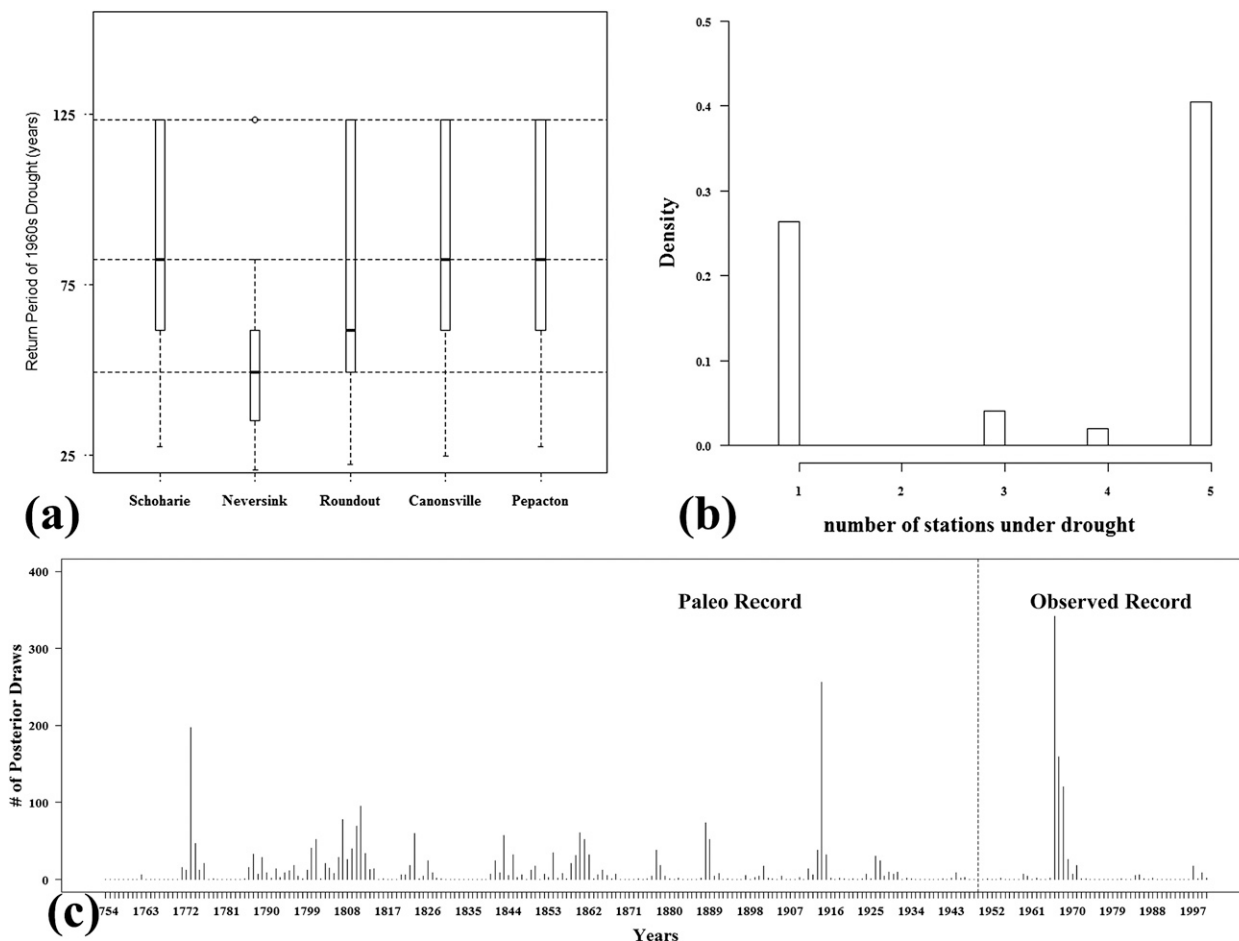 Return Period of 1960s Drought (years)
125
75
25
Schoharie Neversink Roundout Canonsville Pepacton
(a)
Density
0.5
0.4
0.3
0.2
0.1
0.0
1 2 3 4 5
number of stations under drought
(b)
# of Posterior Draws
400
300
200
100
0
Paleo Record
Observed Record
1754 1763 1772 1781 1790 1799 1808 1817 1826 1835 1844 1853 1862 1871 1880 1889 1898 1907 1916 1925 1934 1943 1952 1961 1970 1979 1988 1997
(c)
Years